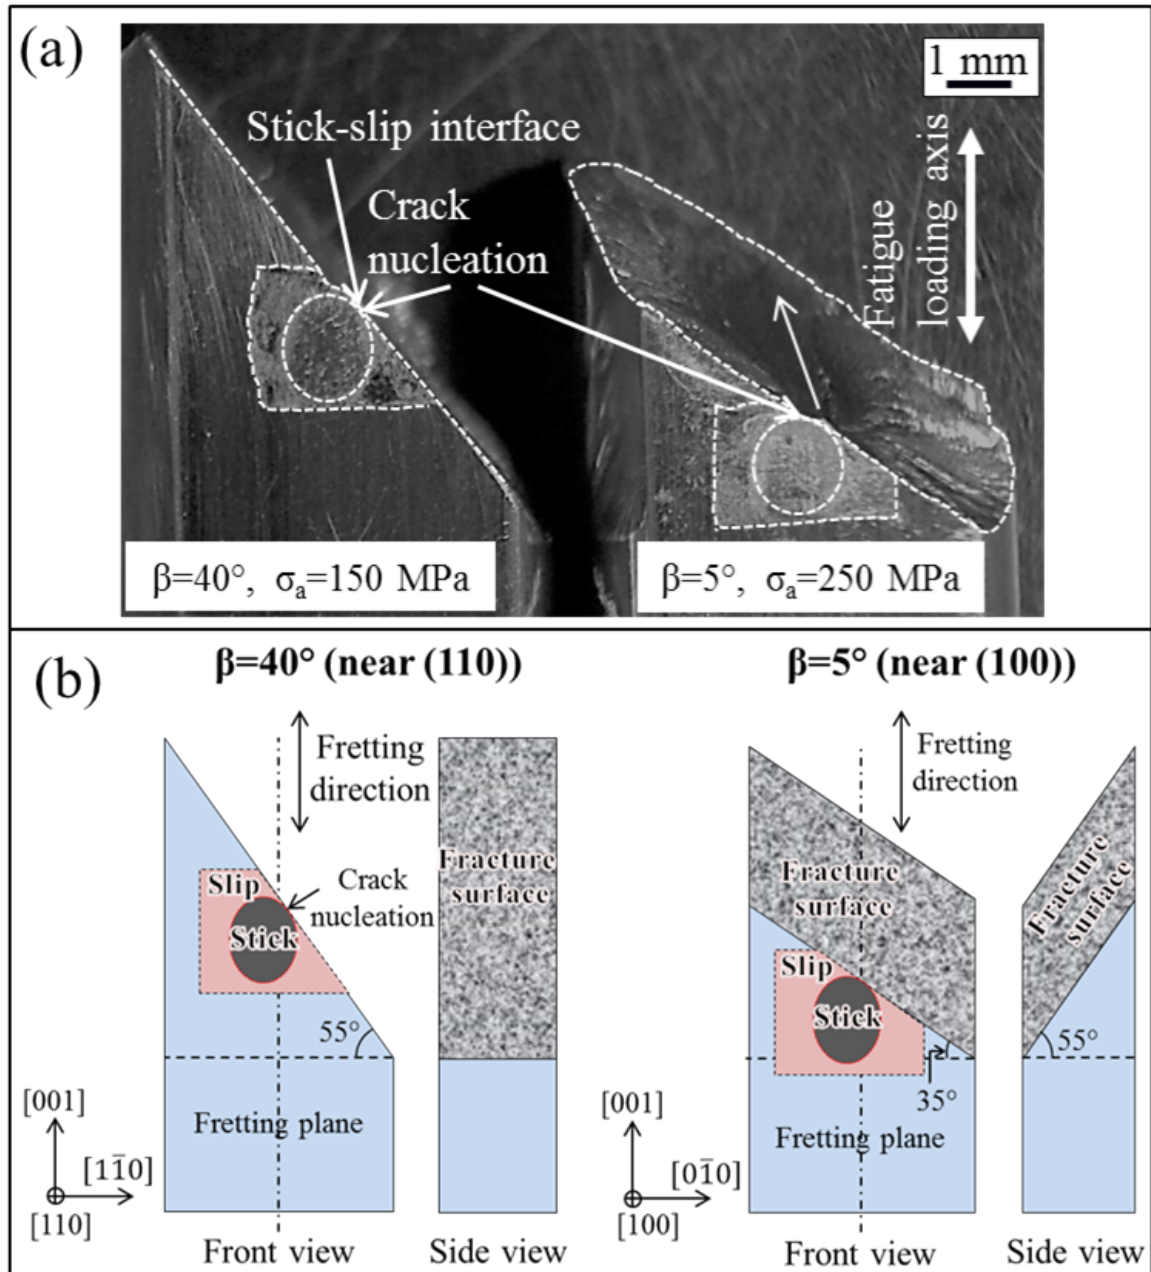 (a)
1 mm
Stick-slip interface
Crack
nucleation
Fatigue
loading axis
β=40°, σₐ=150 MPa
β=5°, σₐ=250 MPa
(b)
β=40° (near (110))
β=5° (near (100))
Fretting
direction
Crack
nucleation
Slip
Stick
55°
Fretting plane
[001]
[11̅0]
[110]
Front view
Fracture
surface
Side view
Fretting
direction
Fracture
surface
Slip
Stick
35°
Fretting plane
[001]
[01̅0]
[100]
Front view
Fracture
surface
55°
Side view